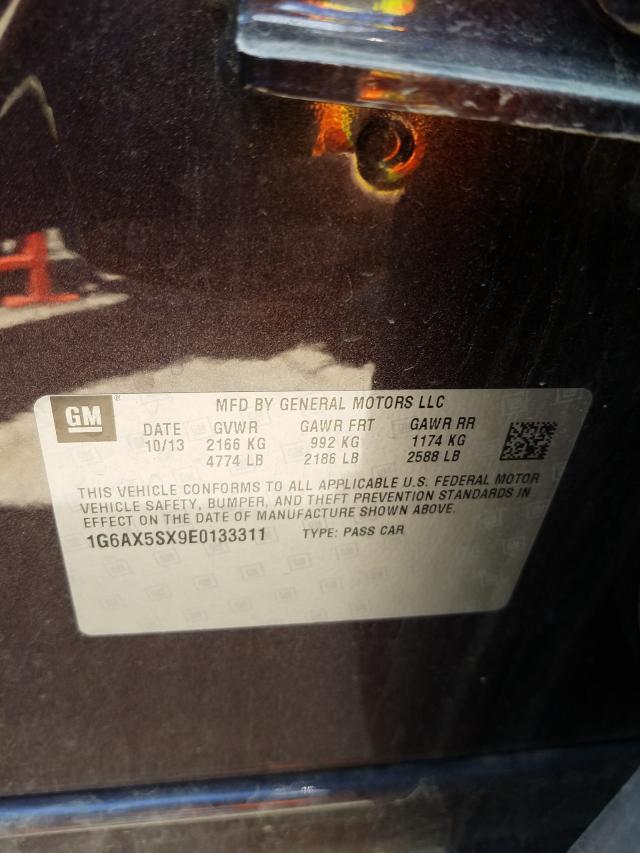 GM®
MFD BY GENERAL MOTORS LLC
DATE GVWR GAWR FRT GAWR RR
10/13 2166 KG 992 KG 1174 KG
4774 LB 2186 LB 2588 LB
THIS VEHICLE CONFORMS TO ALL APPLICABLE U.S. FEDERAL MOTOR
VEHICLE SAFETY, BUMPER, AND THEFT PREVENTION STANDARDS IN
EFFECT ON THE DATE OF MANUFACTURE SHOWN ABOVE.
1G6AX5SX9E0133311 TYPE: PASS CAR